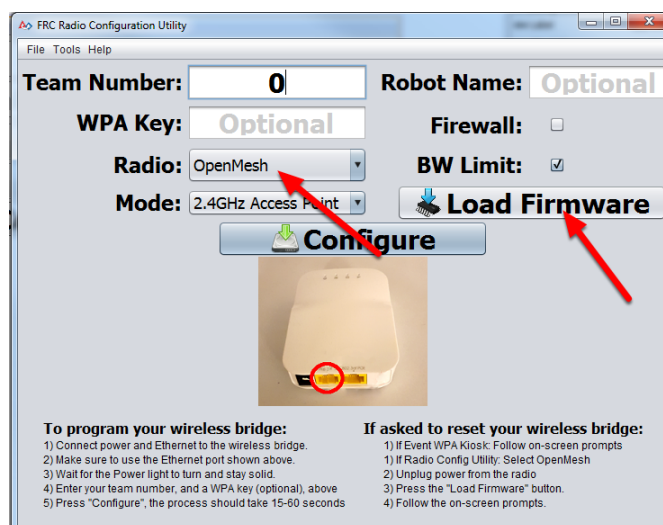 FRC Radio Configuration Utility
File Tools Help
Team Number: 0 Robot Name: Optional
WPA Key: Optional Firewall:
Radio: OpenMesh BW Limit:
Mode: 2.4GHz Access Point Load Firmware
Configure
To program your wireless bridge:
1) Connect power and Ethernet to the wireless bridge.
2) Make sure to use the Ethernet port shown above.
3) Wait for the Power light to turn and stay solid.
4) Enter your team number, and a WPA key (optional), above
5) Press "Configure", the process should take 15-60 seconds
If asked to reset your wireless bridge:
1) If Event WPA Kiosk: Follow on-screen prompts
1) If Radio Config Utility: Select OpenMesh
2) Unplug power from the radio
3) Press the "Load Firmware" button.
4) Follow the on-screen prompts.